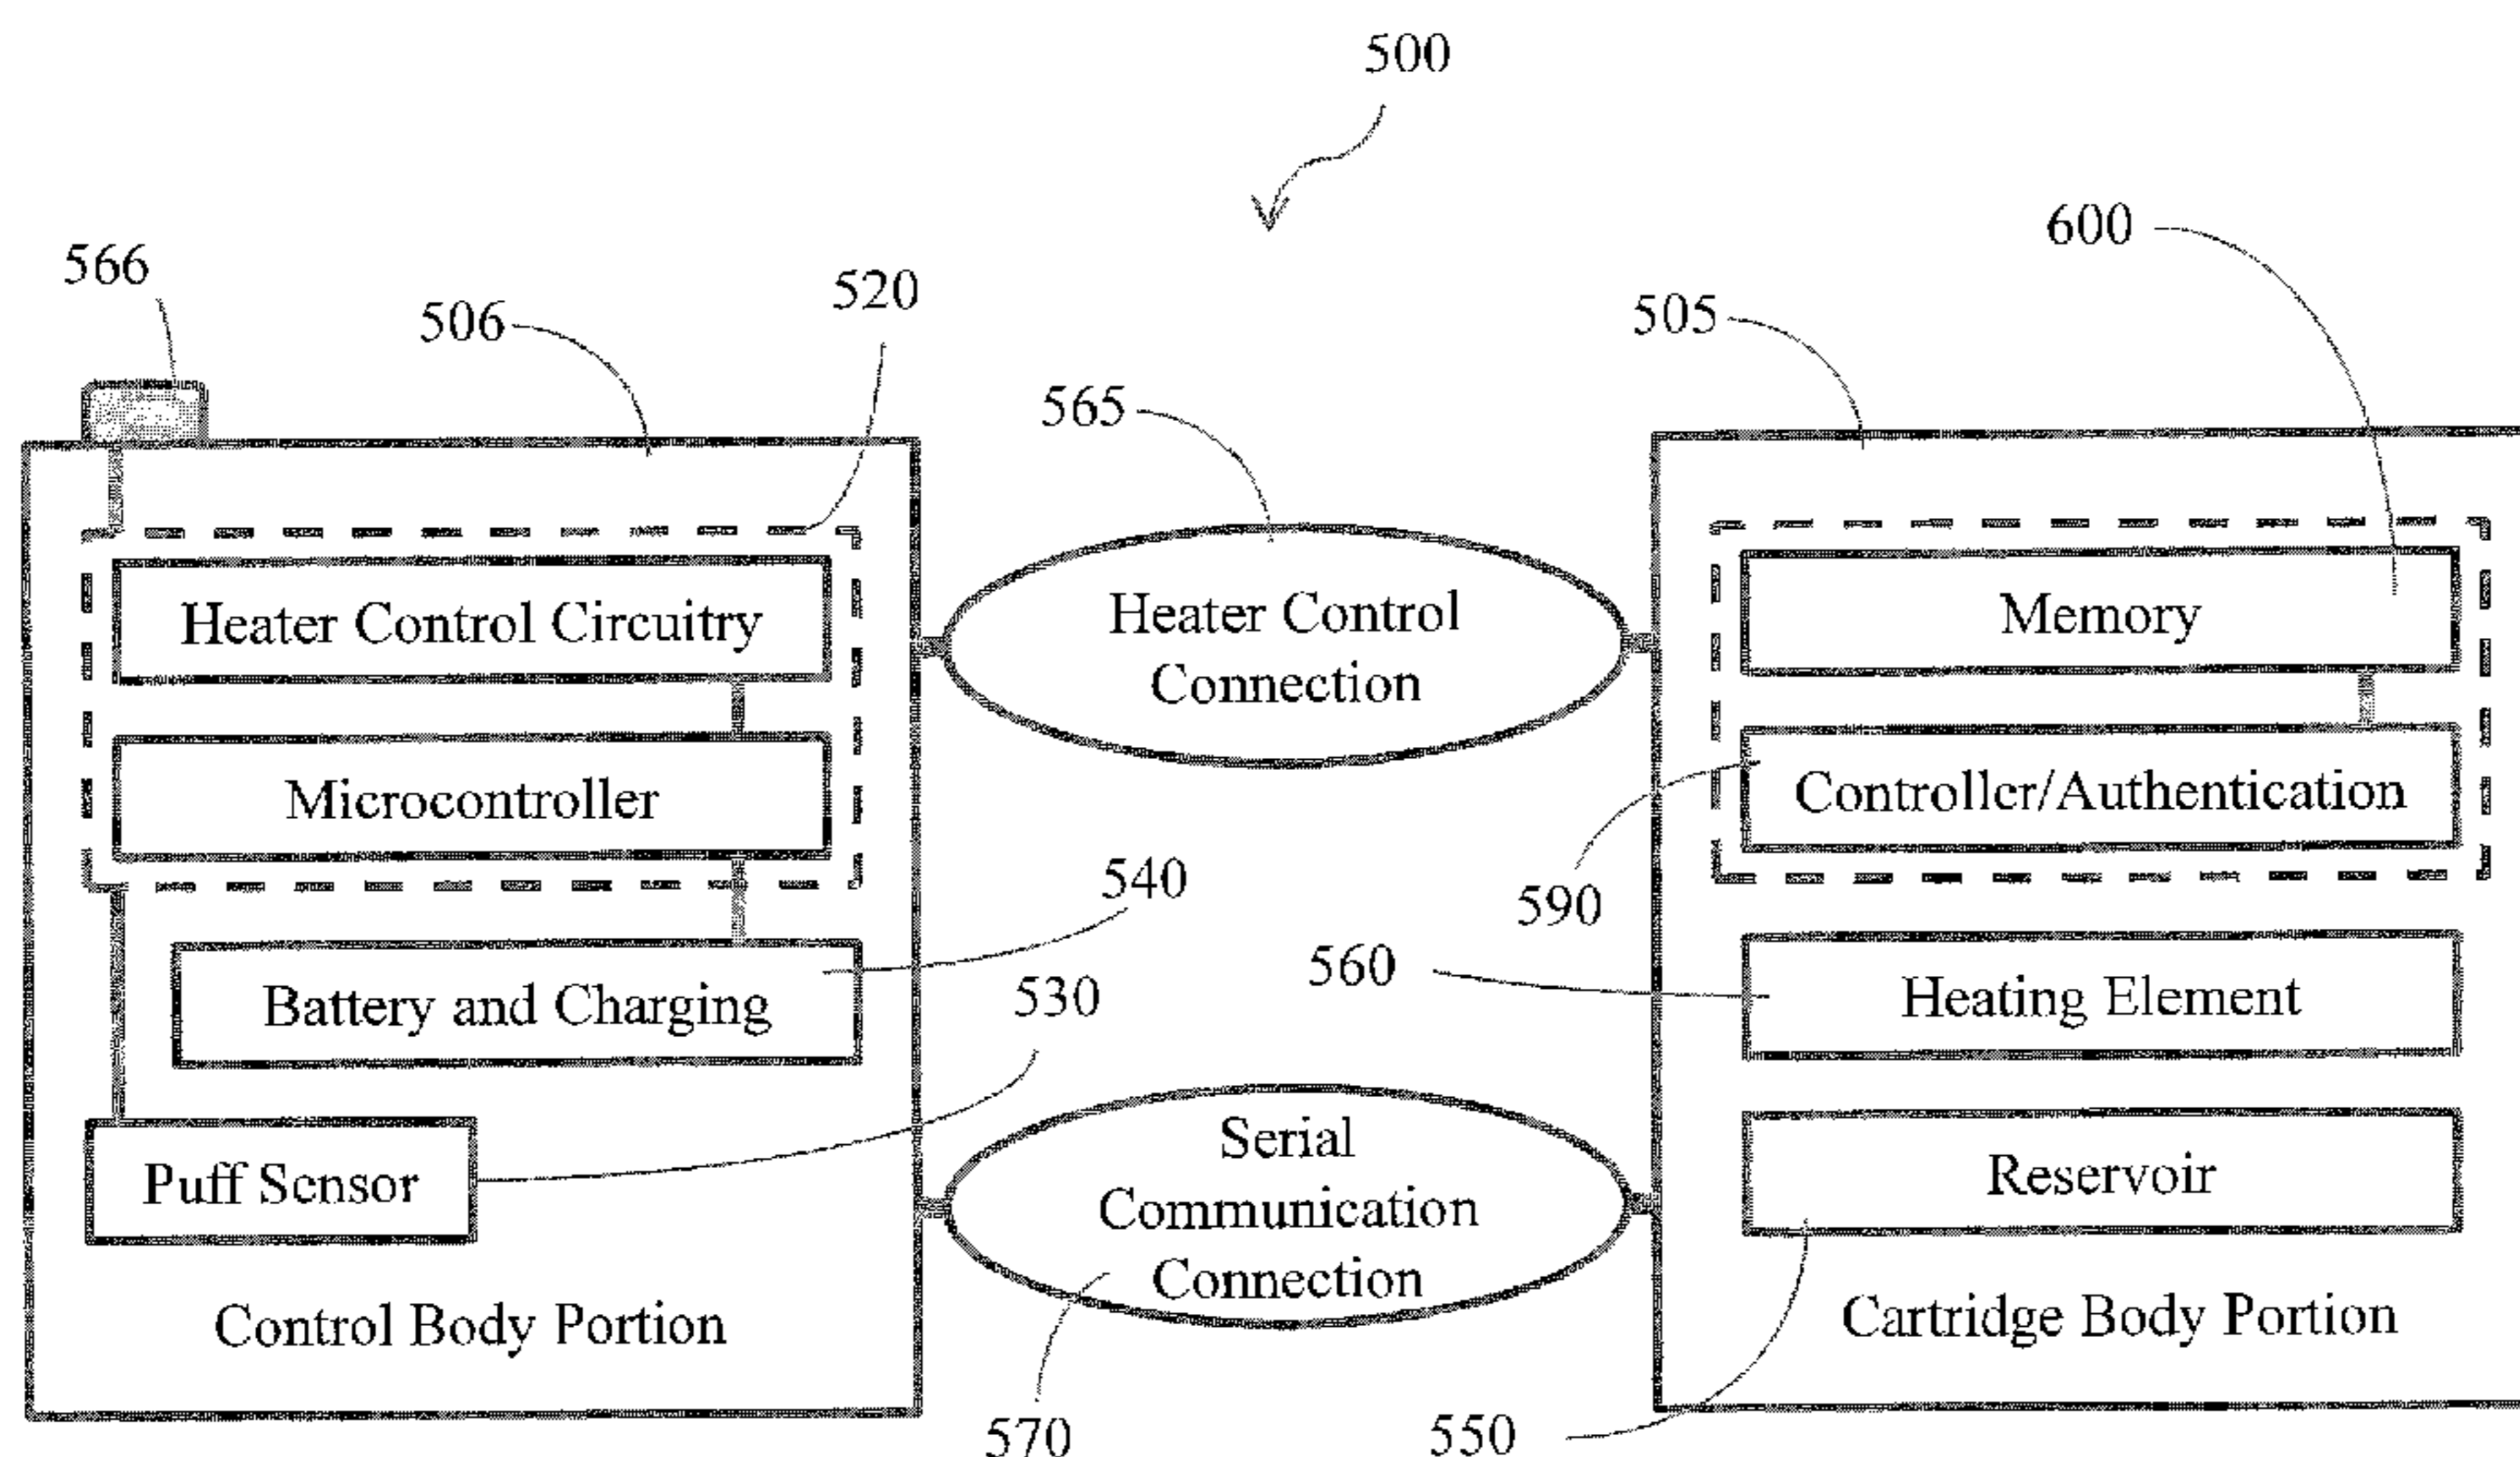 500
600
566
520
506
505
565
Heater Control Circuitry
Heater Control
Connection
Memory
Microcontroller
Controller/Authentication
540
590
560
530
Battery and Charging
Heating Element
Serial
Communication
Connection
Puff Sensor
Reservoir
Control Body Portion
Cartridge Body Portion
570
550